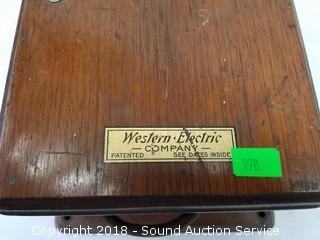 Western Electric
— COMPANY —
PATENTED SEE DATES INSIDE
270.
Copyright 2018 - Sound Auction Service